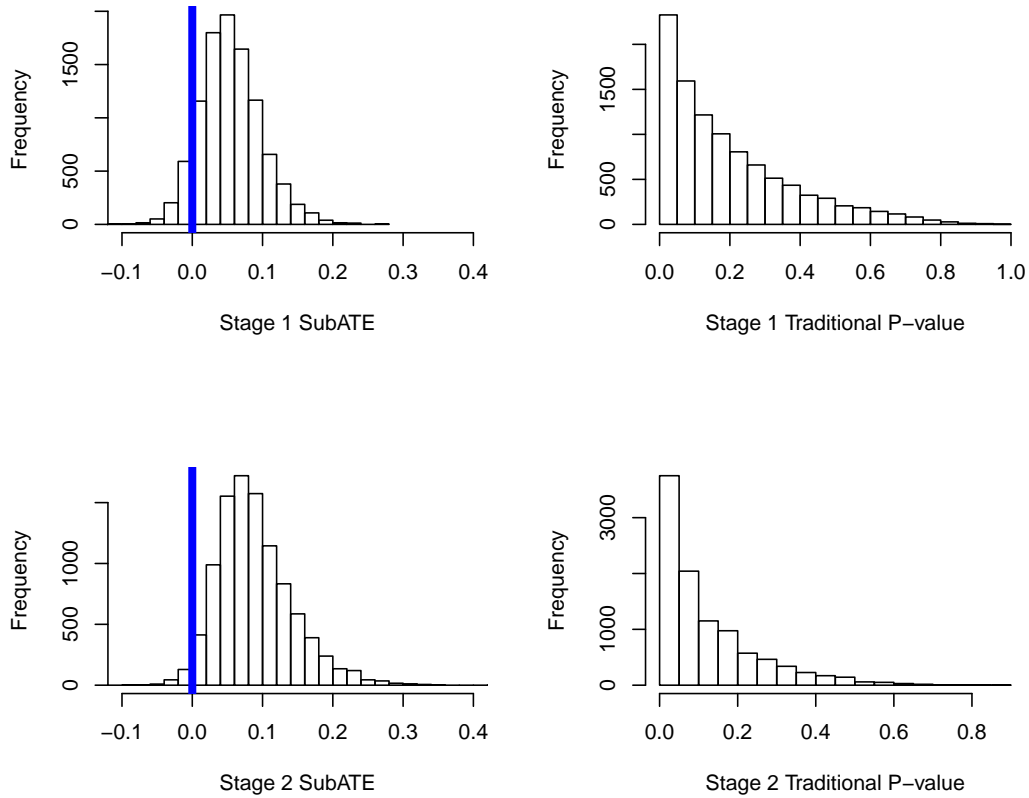 Frequency
1500
500
0
−0.1 0.0 0.1 0.2 0.3 0.4
Stage 1 SubATE
Frequency
1500
500
0
0.0 0.2 0.4 0.6 0.8 1.0
Stage 1 Traditional P−value
Frequency
1000
500
0
−0.1 0.0 0.1 0.2 0.3 0.4
Stage 2 SubATE
Frequency
3000
1000
0
0.0 0.2 0.4 0.6 0.8
Stage 2 Traditional P−value